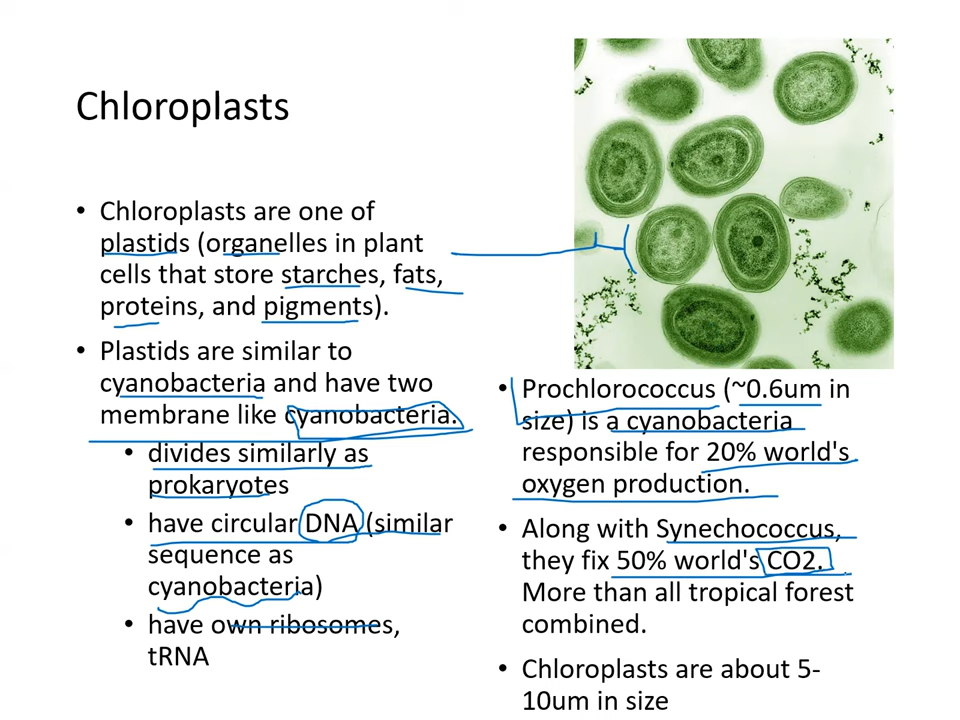 Chloroplasts
• Chloroplasts are one of
plastids (organelles in plant
cells that store starches, fats,
proteins, and pigments).
• Plastids are similar to
cyanobacteria and have two
membrane like cyanobacteria.
• divides similarly as
prokaryotes
• have circular DNA (similar
sequence as
cyanobacteria)
• have own ribosomes,
tRNA
• Prochlorococcus (~0.6um in
size) is a cyanobacteria
responsible for 20% world's
oxygen production.
• Along with Synechococcus,
they fix 50% world's CO2.
More than all tropical forest
combined.
• Chloroplasts are about 5-
10um in size